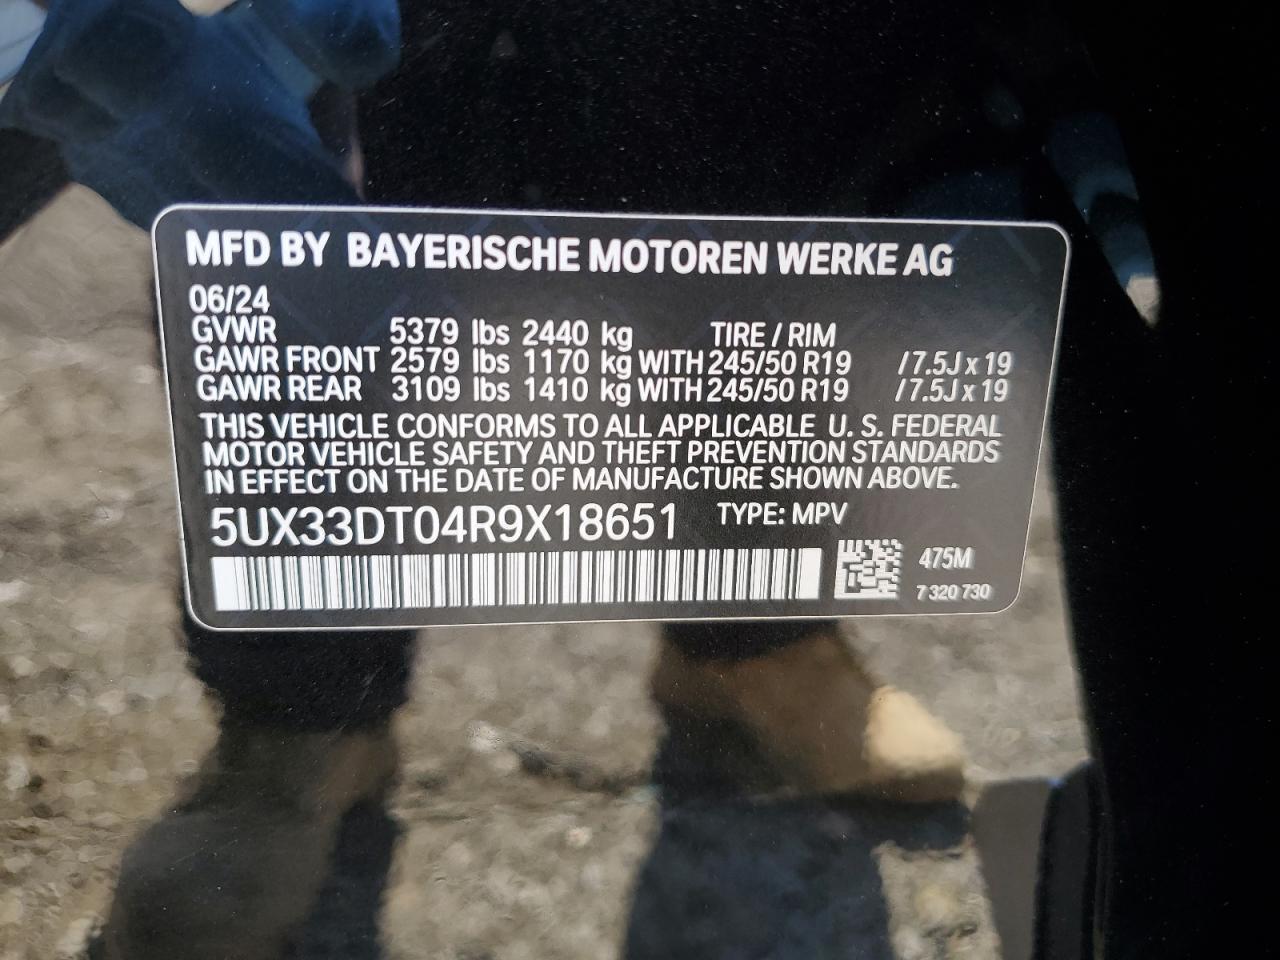 MFD BY BAYERISCHE MOTOREN WERKE AG
06/24
GVWR 5379 lbs 2440 kg TIRE / RIM
GAWR FRONT 2579 lbs 1170 kg WITH 245/50 R19 / 7.5J x 19
GAWR REAR 3109 lbs 1410 kg WITH 245/50 R19 / 7.5J x 19
THIS VEHICLE CONFORMS TO ALL APPLICABLE U. S. FEDERAL
MOTOR VEHICLE SAFETY AND THEFT PREVENTION STANDARDS
IN EFFECT ON THE DATE OF MANUFACTURE SHOWN ABOVE.
5UX33DT04R9X18651 TYPE: MPV
475M
7 320 730